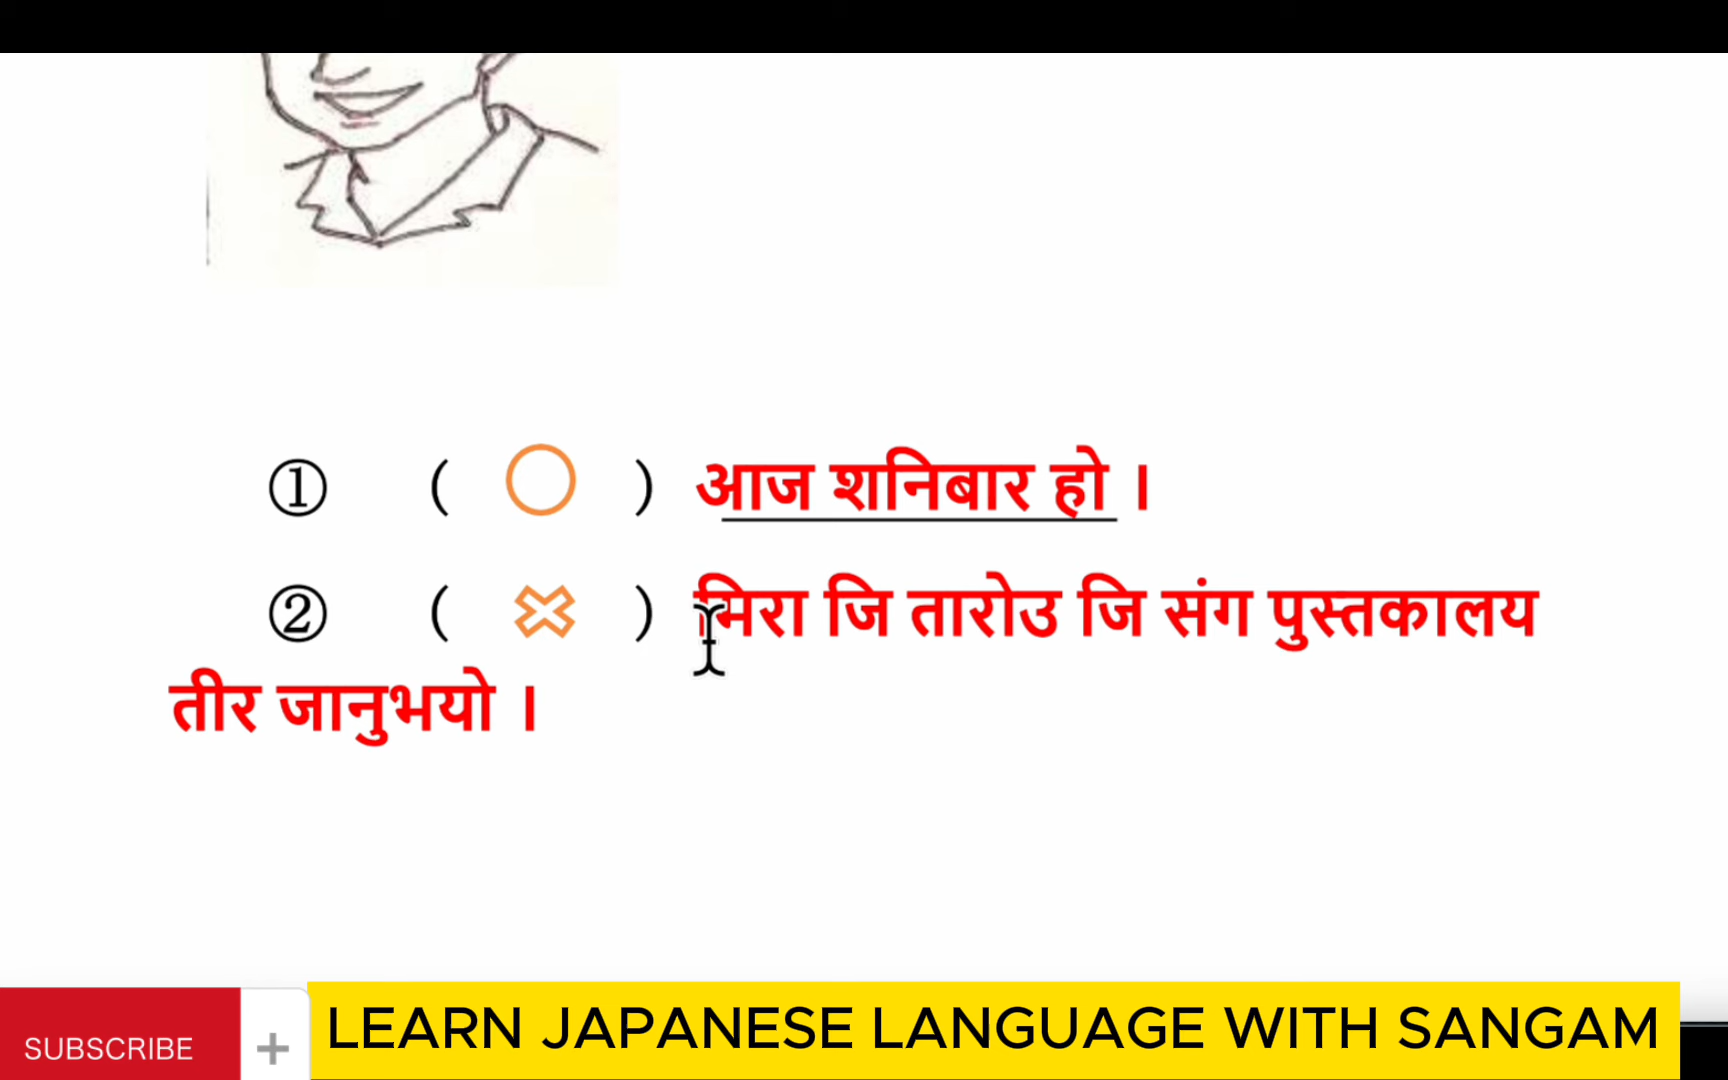 ① ( ○ ) आज शनिबार हो ।
② ( ✕ ) मिरा जि तारोउ जि संग पुस्तकालय
तीर जानुभयो ।
SUBSCRIBE + LEARN JAPANESE LANGUAGE WITH SANGAM